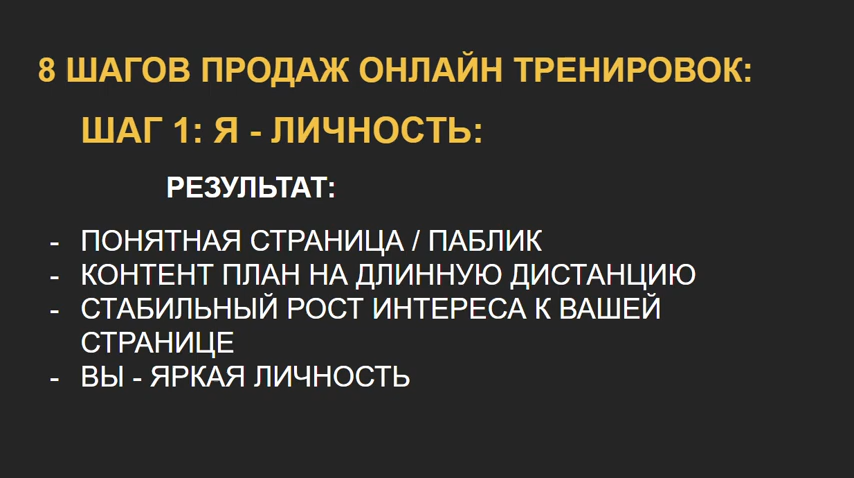 8 ШАГОВ ПРОДАЖ ОНЛАЙН ТРЕНИРОВОК:
ШАГ 1: Я - ЛИЧНОСТЬ:
РЕЗУЛЬТАТ:
- ПОНЯТНАЯ СТРАНИЦА / ПАБЛИК
- КОНТЕНТ ПЛАН НА ДЛИННУЮ ДИСТАНЦИЮ
- СТАБИЛЬНЫЙ РОСТ ИНТЕРЕСА К ВАШЕЙ
СТРАНИЦЕ
- ВЫ - ЯРКАЯ ЛИЧНОСТЬ